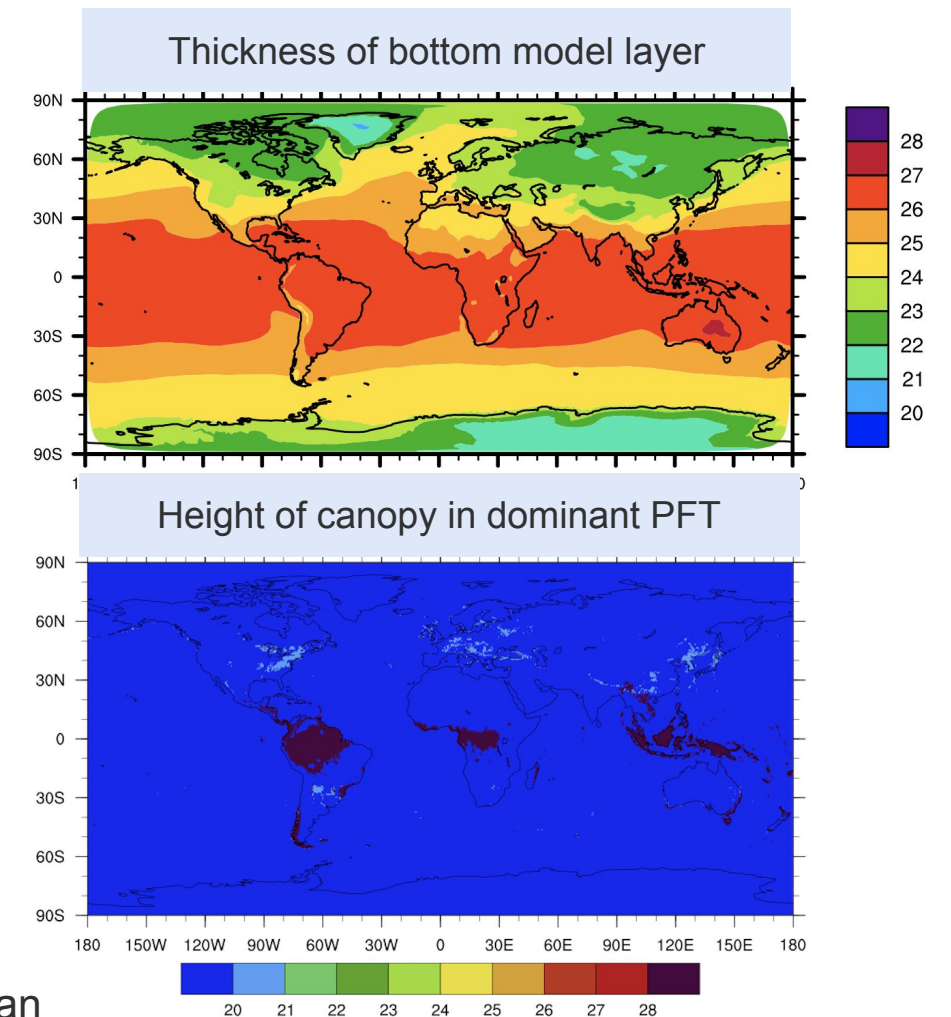 Thickness of bottom model layer
90N
60N
30N
0
30S
60S
90S
28
27
26
25
24
23
22
21
20
Height of canopy in dominant PFT
90N
60N
30N
0
30S
60S
90S
180 150W 120W 90W 60W 30W 0 30E 60E 90E 120E 150E 180
20 21 22 23 24 25 26 27 28
an